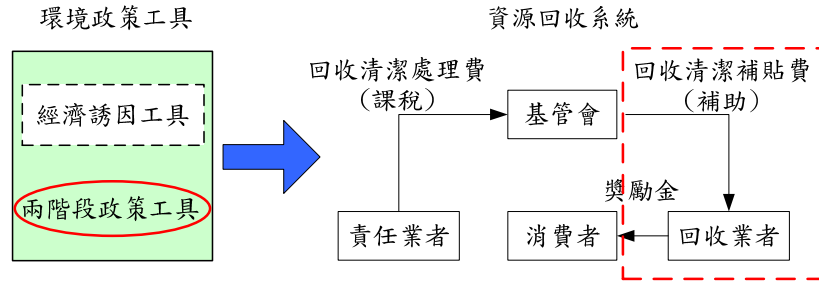 環境政策工具
經濟誘因工具
兩階段政策工具
資源回收系統
回收清潔處理費
（課稅）
基管會
回收清潔補貼費
（補助）
獎勵金
責任業者
消費者
回收業者